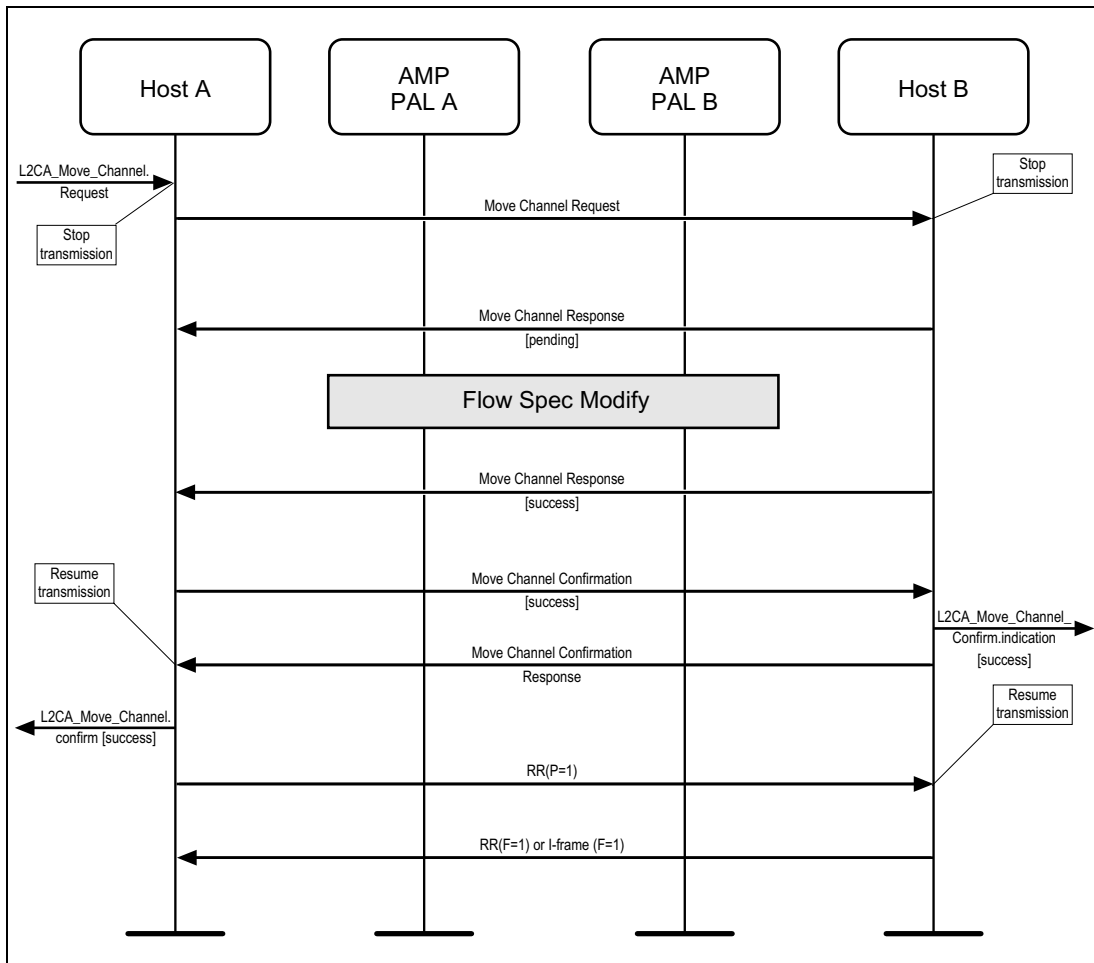 Host A
AMP
PAL A
AMP
PAL B
Host B
L2CA_Move_Channel.
Request
Stop
transmission
Stop
transmission
Move Channel Request
Move Channel Response
[pending]
Flow Spec Modify
Move Channel Response
[success]
Resume
transmission
Move Channel Confirmation
[success]
L2CA_Move_Channel_
Confirm.indication
[success]
Move Channel Confirmation
Response
L2CA_Move_Channel.
confirm [success]
Resume
transmission
RR(P=1)
RR(F=1) or I-frame (F=1)